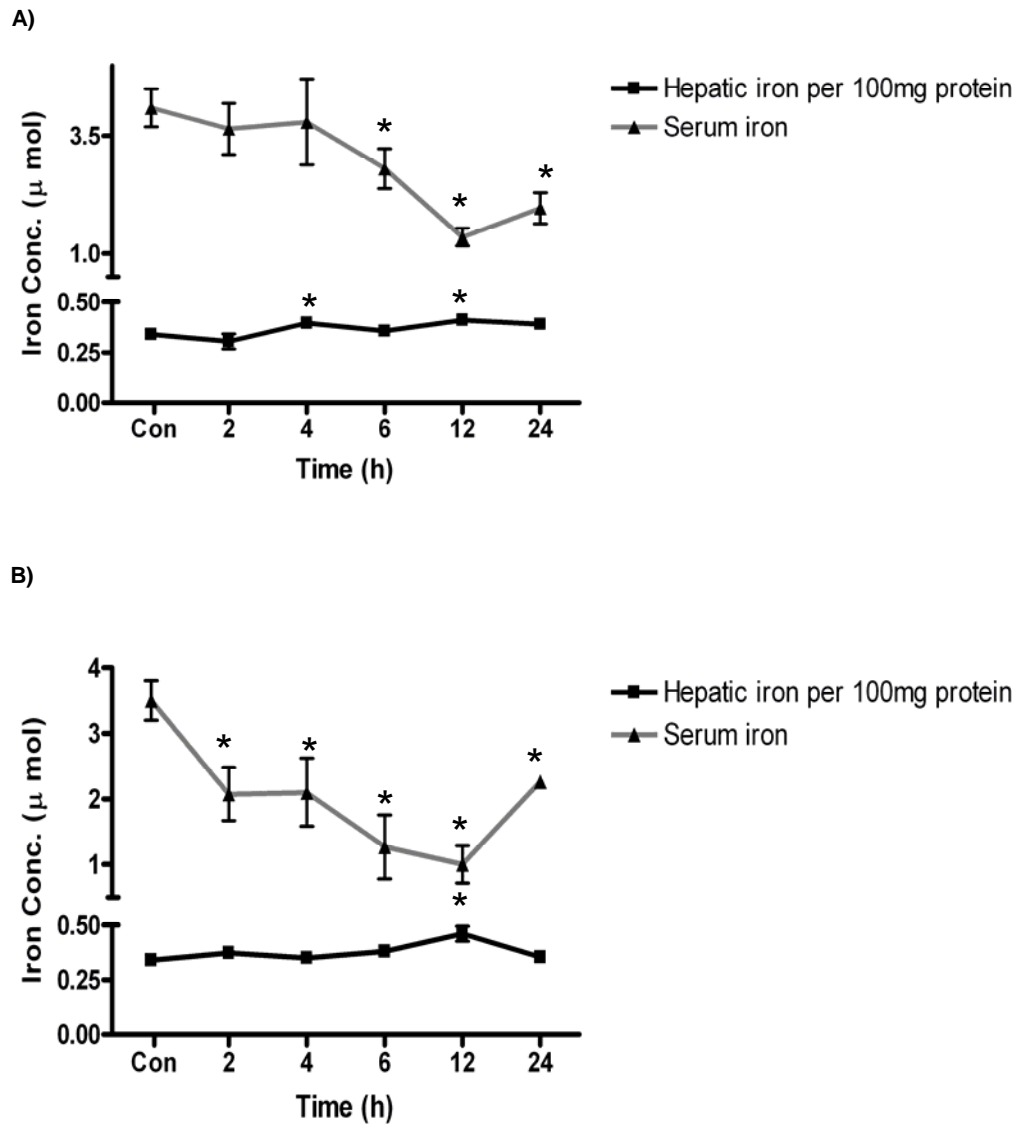 A)
Hepatic iron per 100mg protein
Serum iron
Iron Conc. (μ mol)
3.5
1.0
0.50
0.25
0.00
* * *
* *
Con 2 4 6 12 24
Time (h)
B)
Hepatic iron per 100mg protein
Serum iron
Iron Conc. (μ mol)
4
3
2
1
0.50
0.25
0.00
* * * * *
*
Con 2 4 6 12 24
Time (h)